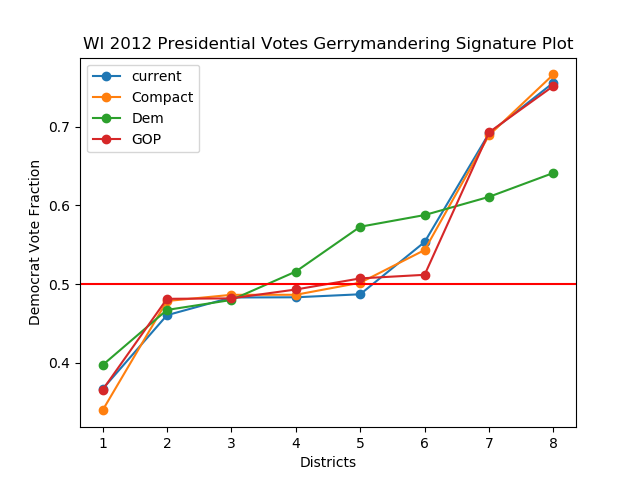 WI 2012 Presidential Votes Gerrymandering Signature Plot
current
Compact
Dem
GOP
Democrat Vote Fraction
0.7
0.6
0.5
0.4
1 2 3 4 5 6 7 8
Districts